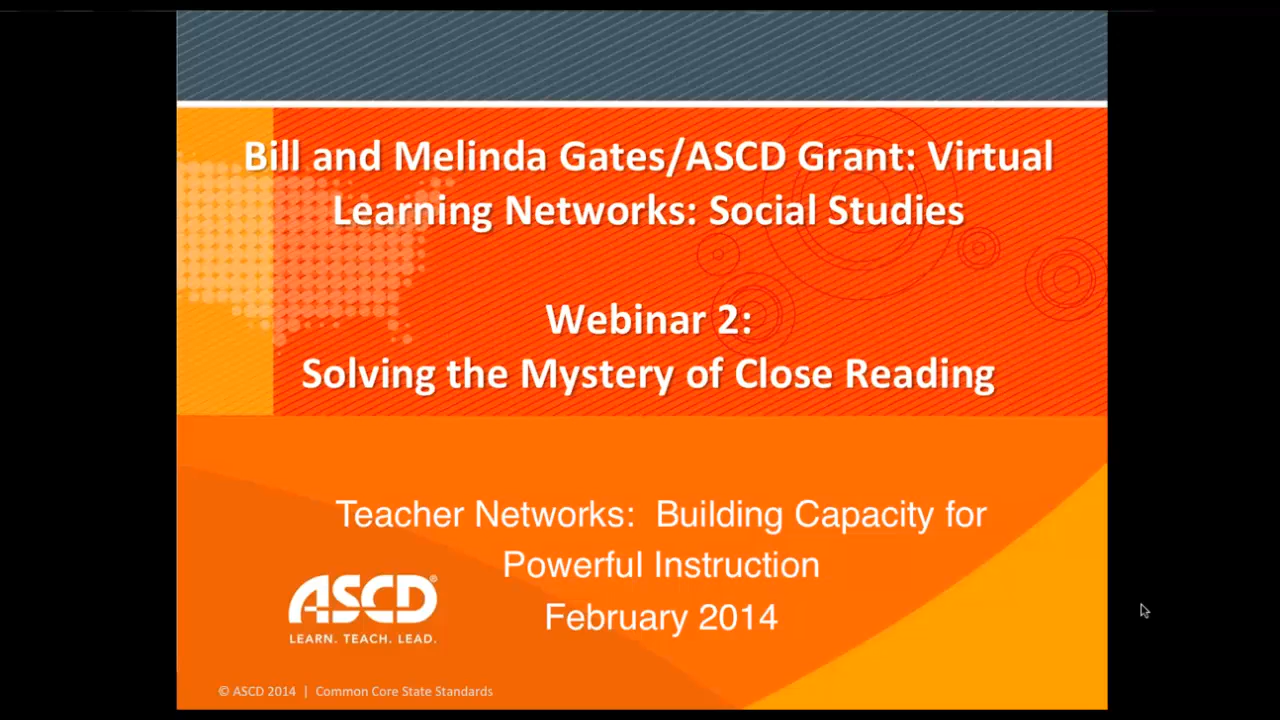 Bill and Melinda Gates/ASCD Grant: Virtual
Learning Networks: Social Studies
Webinar 2:
Solving the Mystery of Close Reading
Teacher Networks:  Building Capacity for
Powerful Instruction
February 2014
ASCD®
LEARN. TEACH. LEAD.
© ASCD 2014 | Common Core State Standards